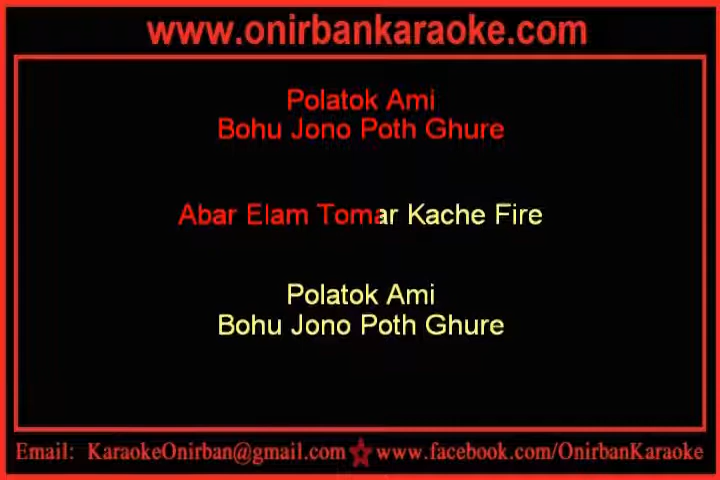 www.onirbankaraoke.com
Polatok Ami
Bohu Jono Poth Ghure
Abar Elam Tomar Kache Fire
Polatok Ami
Bohu Jono Poth Ghure
Email: KaraokeOnirban@gmail.com www.facebook.com/OnirbanKaraoke